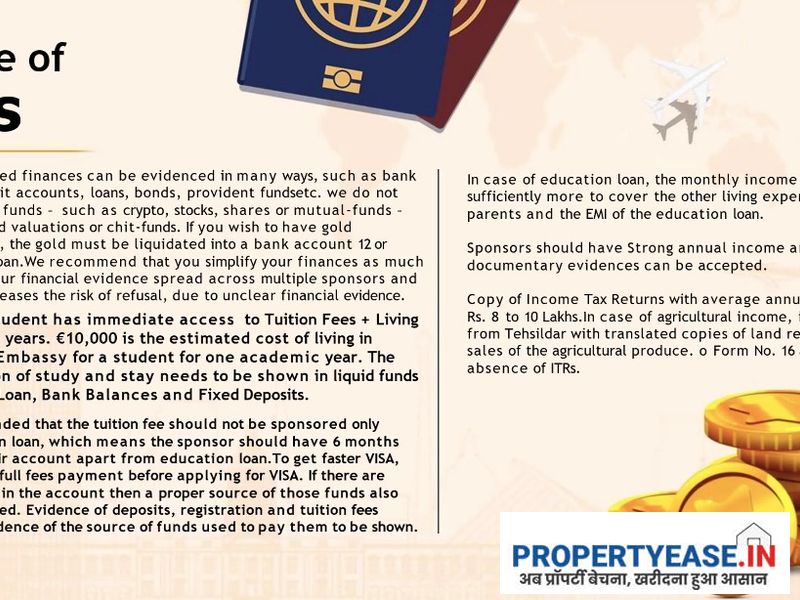 e of
s
ed finances can be evidenced in many ways, such as bank
it accounts, loans, bonds, provident fundsetc. we do not
funds - such as crypto, stocks, shares or mutual-funds -
d valuations or chit-funds. If you wish to have gold
, the gold must be liquidated into a bank account 12 or
oan.We recommend that you simplify your finances as much
ur financial evidence spread across multiple sponsors and
eases the risk of refusal, due to unclear financial evidence.
udent has immediate access to Tuition Fees + Living
years. €10,000 is the estimated cost of living in
Embassy for a student for one academic year. The
n of study and stay needs to be shown in liquid funds
Loan, Bank Balances and Fixed Deposits.
nded that the tuition fee should not be sponsored only
n loan, which means the sponsor should have 6 months
ir account apart from education loan.To get faster VISA,
full fees payment before applying for VISA. If there are
in the account then a proper source of those funds also
ed. Evidence of deposits, registration and tuition fees
dence of the source of funds used to pay them to be shown.
In case of education loan, the monthly income
sufficiently more to cover the other living expe
parents and the EMI of the education loan.
Sponsors should have Strong annual income a
documentary evidences can be accepted.
Copy of Income Tax Returns with average annu
Rs. 8 to 10 Lakhs.In case of agricultural income, i
from Tehsildar with translated copies of land re
sales of the agricultural produce. o Form No. 16
absence of ITRs.
PROPERTYEASE.IN
अब प्रॉपर्टी बेचना, खरीदना हुआ आसान